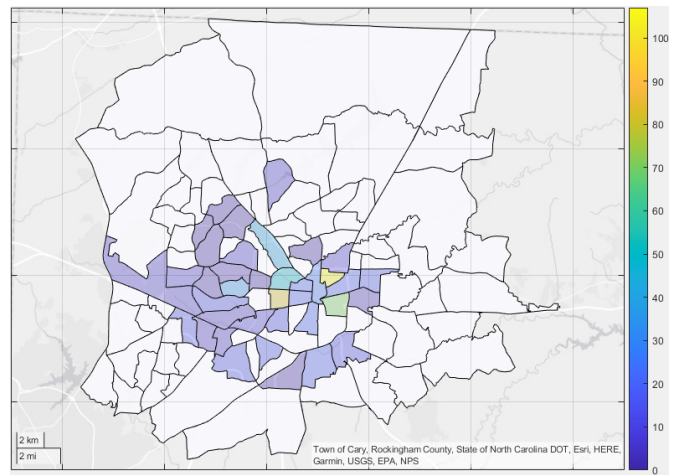 100
90
80
70
60
50
40
30
20
10
0
2 km
2 mi
Town of Cary, Rockingham County, State of North Carolina DOT, Esri, HERE,
Garmin, USGS, EPA, NPS